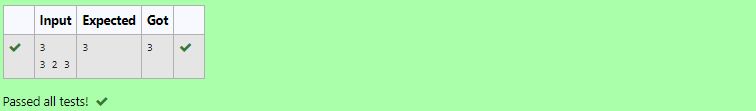 Input Expected Got
3 3 3
3 2 3
Passed all tests!